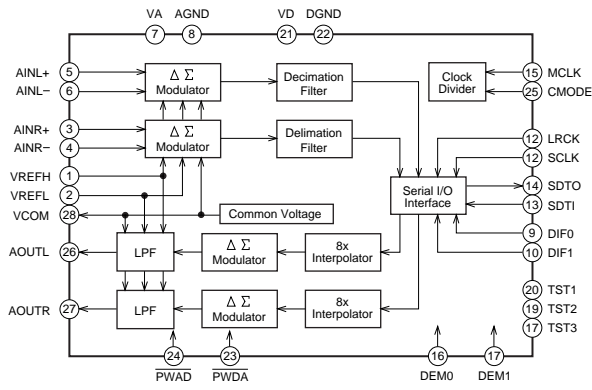 VA AGND VD DGND
7 8 21 22
AINL+ 5
AINL− 6
Δ Σ
Modulator
Decimation
Filter
Clock
Divider
15 MCLK
25 CMODE
AINR+ 3
AINR− 4
Δ Σ
Modulator
Delimation
Filter
12 LRCK
12 SCLK
VREFH 1
VREFL 2
VCOM 28
Common Voltage
Serial I/O
Interface
14 SDTO
13 SDTI
9 DIF0
10 DIF1
AOUTL 26
LPF
Δ Σ
Modulator
8x
Interpolator
AOUTR 27
LPF
Δ Σ
Modulator
8x
Interpolator
20 TST1
19 TST2
17 TST3
24 23 16 17
PWAD PWDA DEM0 DEM1